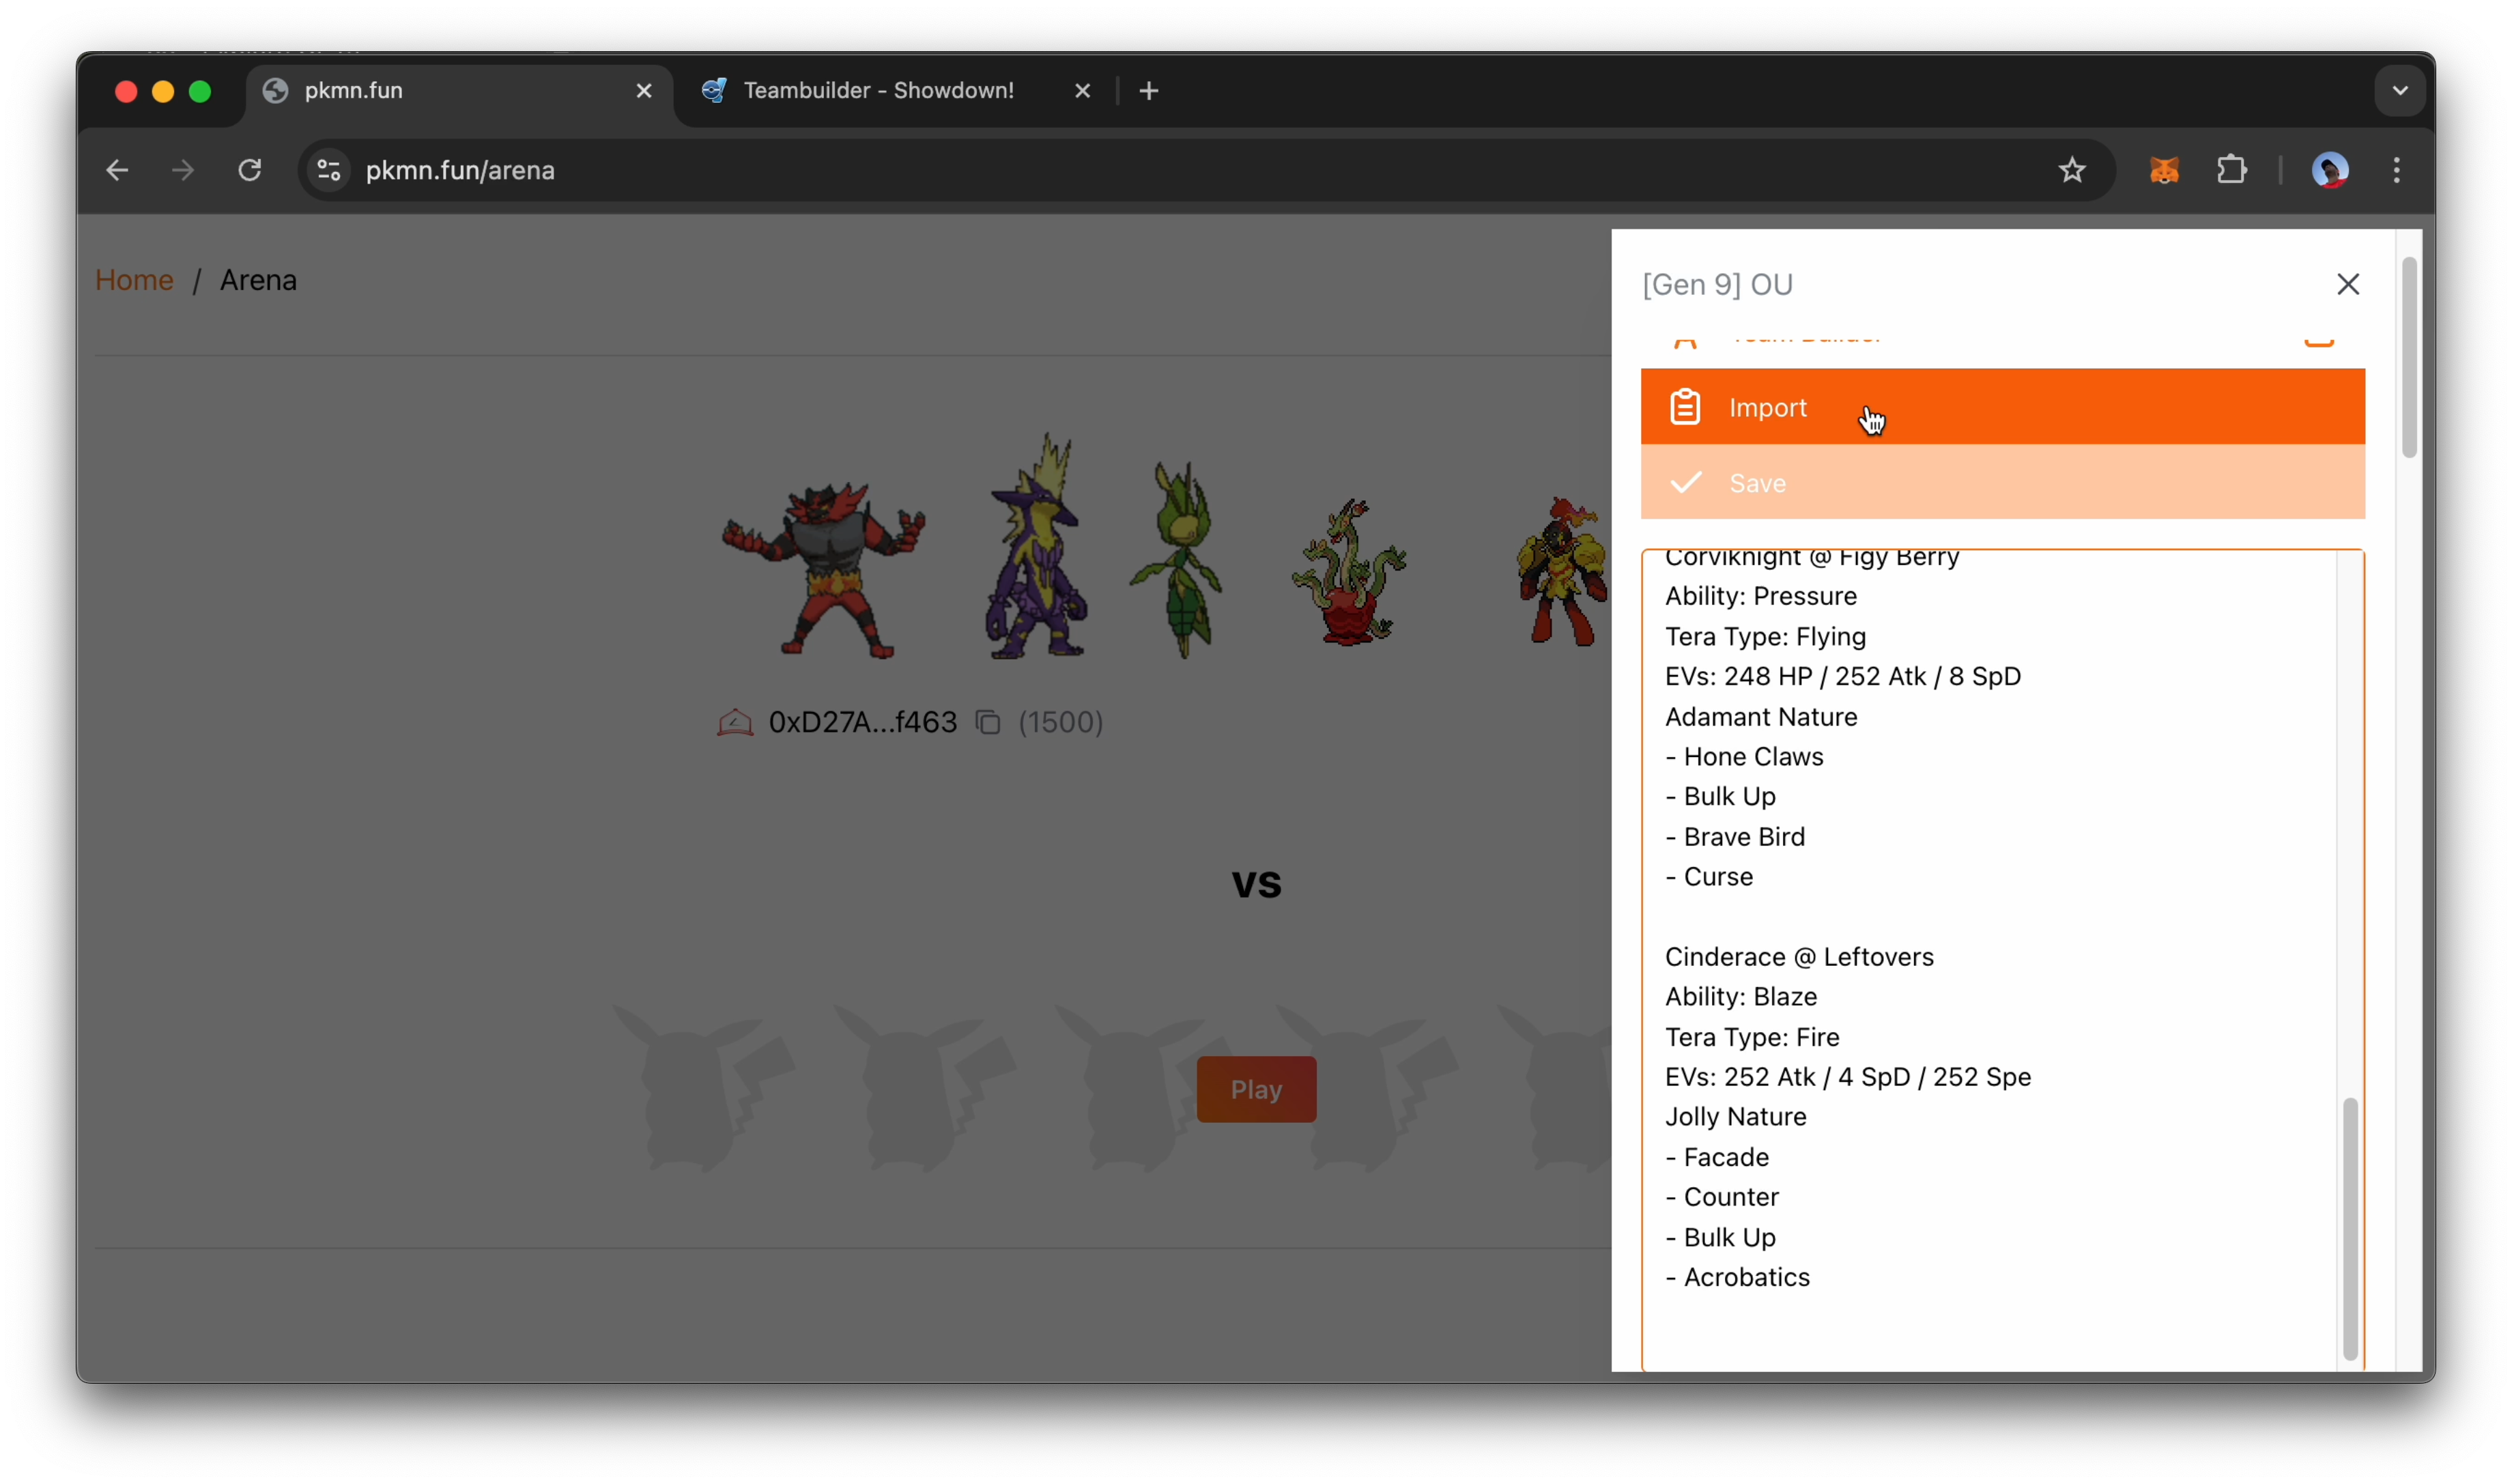 pkmn.fun
Teambuilder - Showdown!
pkmn.fun/arena
Home / Arena
[Gen 9] OU
Team Builder
Import
Save
Corviknight @ Figy Berry
Ability: Pressure
Tera Type: Flying
EVs: 248 HP / 252 Atk / 8 SpD
Adamant Nature
- Hone Claws
- Bulk Up
- Brave Bird
- Curse
Cinderace @ Leftovers
Ability: Blaze
Tera Type: Fire
EVs: 252 Atk / 4 SpD / 252 Spe
Jolly Nature
- Facade
- Counter
- Bulk Up
- Acrobatics
0xD27A...f463 (1500)
vs
Play